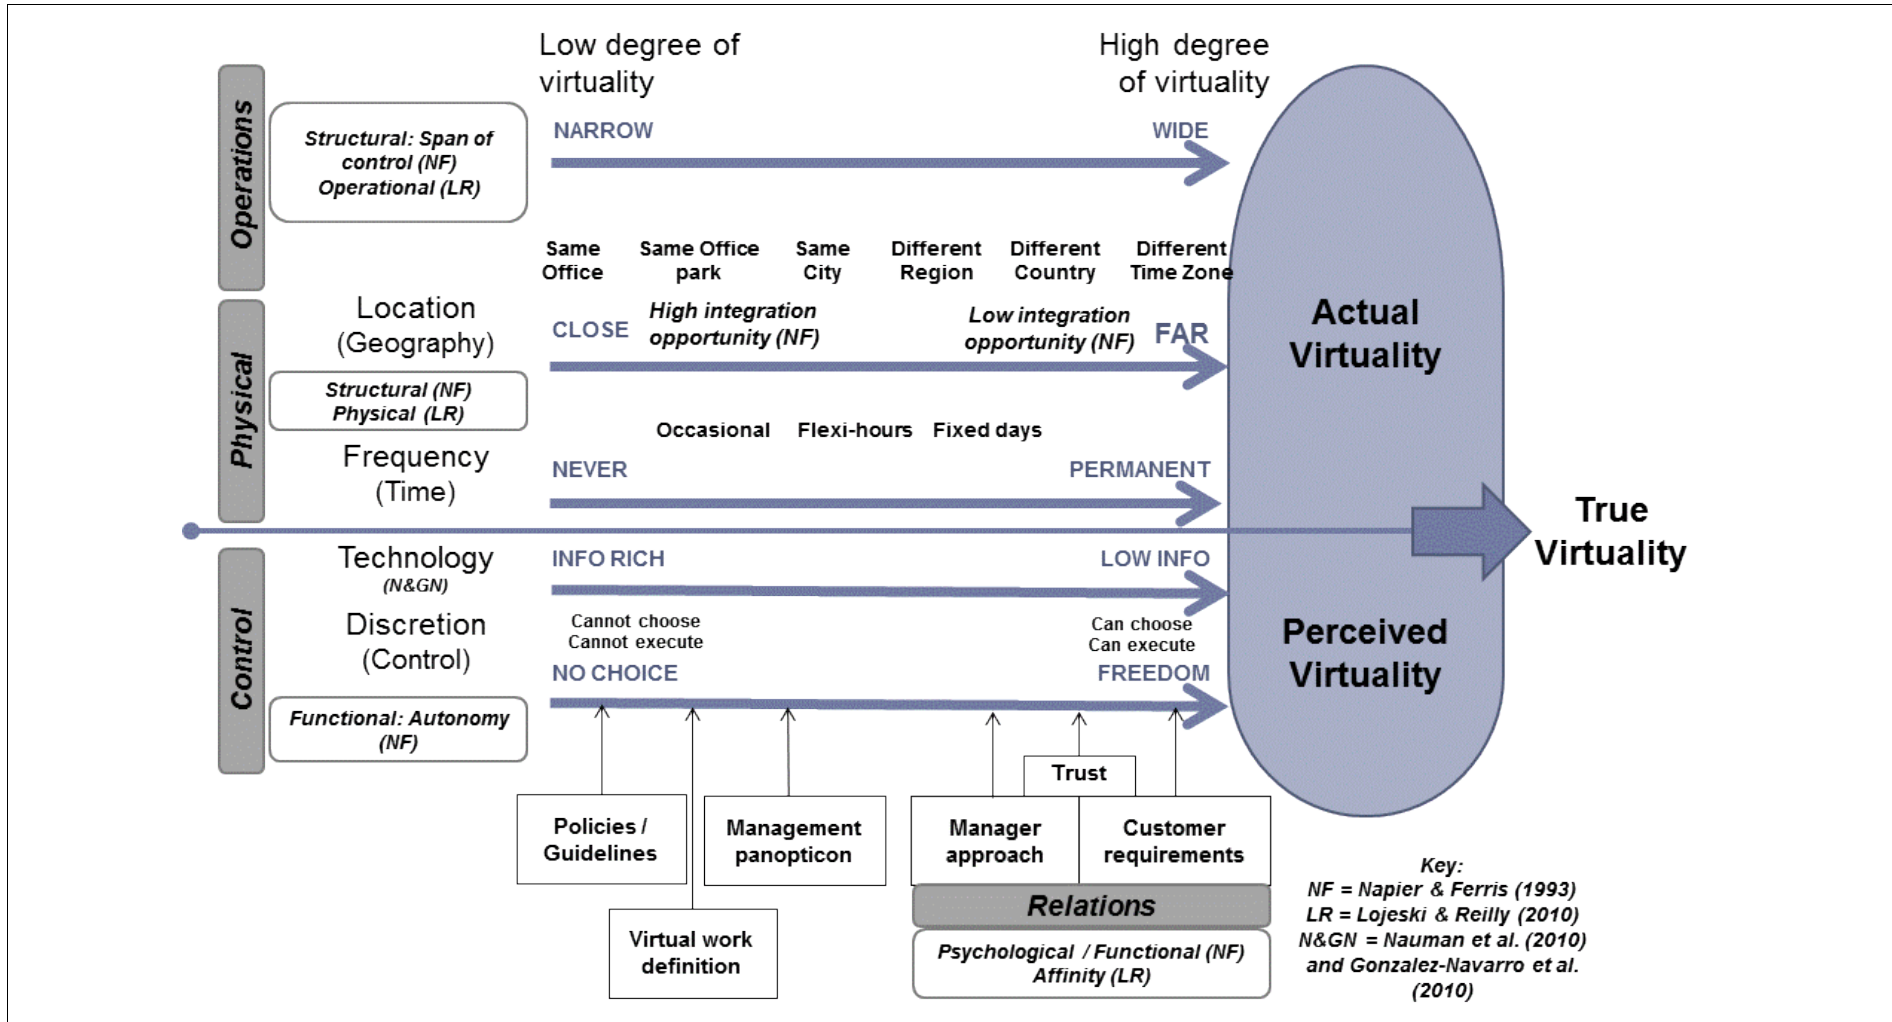 Low degree of
virtuality
High degree
of virtuality
Operations
Structural: Span of
control (NF)
Operational (LR)
NARROW
WIDE
Same
Office
Same Office
park
Same
City
Different
Region
Different
Country
Different
Time Zone
Physical
Location
(Geography)
CLOSE
High integration
opportunity (NF)
Low integration
opportunity (NF)
FAR
Structural (NF)
Physical (LR)
Occasional
Flexi-hours
Fixed days
Frequency
(Time)
NEVER
PERMANENT
Actual
Virtuality
True
Virtuality
Control
Technology
(N&GN)
INFO RICH
LOW INFO
Discretion
(Control)
Cannot choose
Cannot execute
Can choose
Can execute
NO CHOICE
FREEDOM
Perceived
Virtuality
Functional: Autonomy
(NF)
Policies /
Guidelines
Management
panopticon
Trust
Manager
approach
Customer
requirements
Virtual work
definition
Relations
Psychological / Functional (NF)
Affinity (LR)
Key:
NF = Napier & Ferris (1993)
LR = Lojeski & Reilly (2010)
N&GN = Nauman et al. (2010)
and Gonzalez-Navarro et al.
(2010)